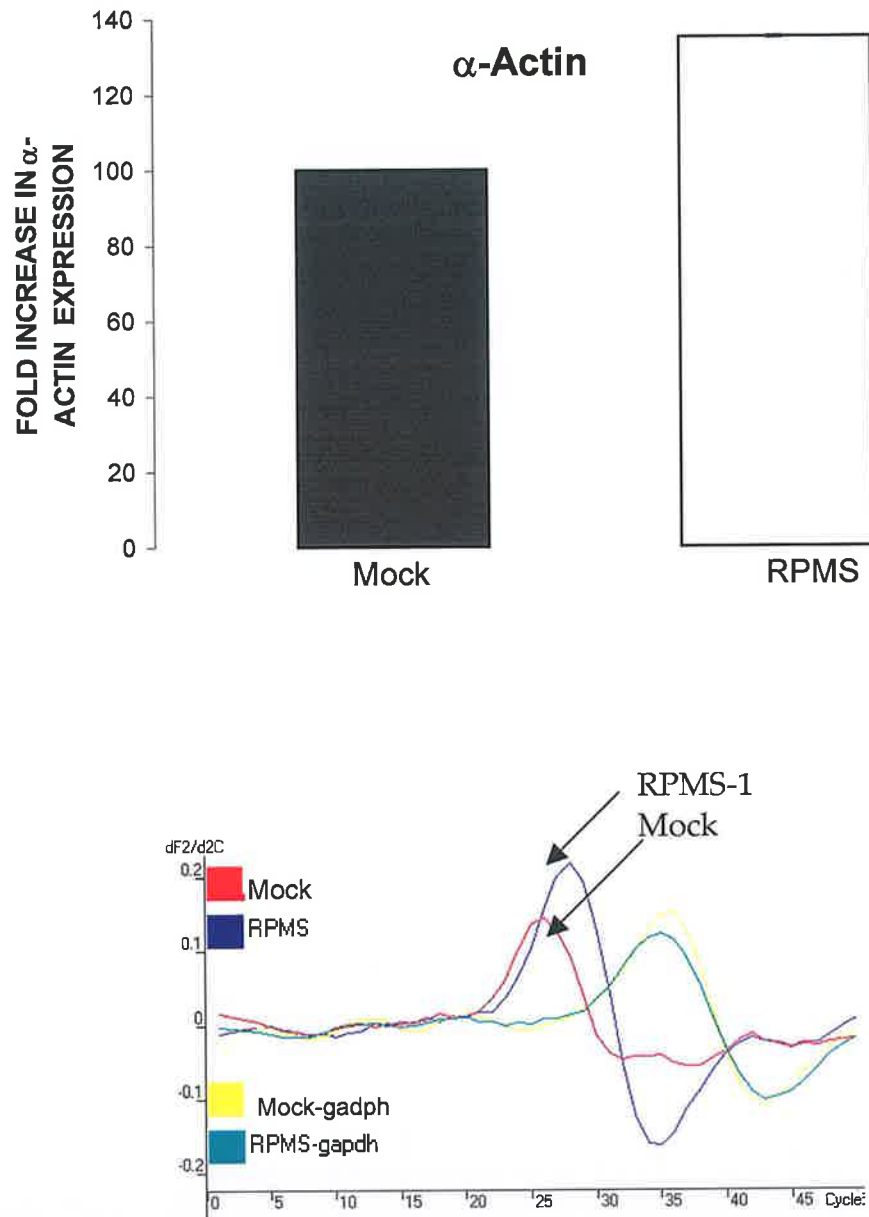 140
120
100
80
60
40
20
0
FOLD INCREASE IN α-
ACTIN EXPRESSION
α-Actin
Mock
RPMS
RPMS-1
Mock
dF2/d2C
0.2
0.1
0
-0.1
-0.2
Mock
RPMS
Mock-gadph
RPMS-gapdh
0
5
10
15
20
25
30
35
40
45
Cycle: